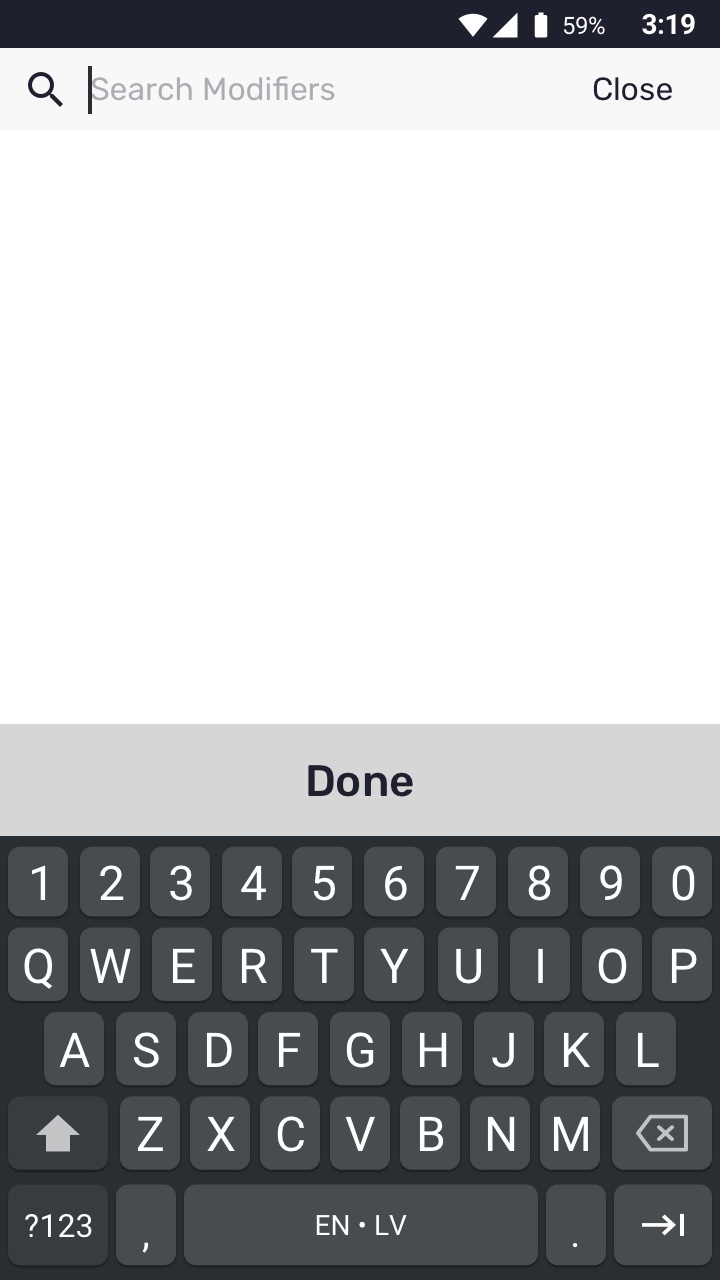 59% 3:19
Search Modifiers Close
Done
1 2 3 4 5 6 7 8 9 0
Q W E R T Y U I O P
A S D F G H J K L
Z X C V B N M
?123 , EN • LV .